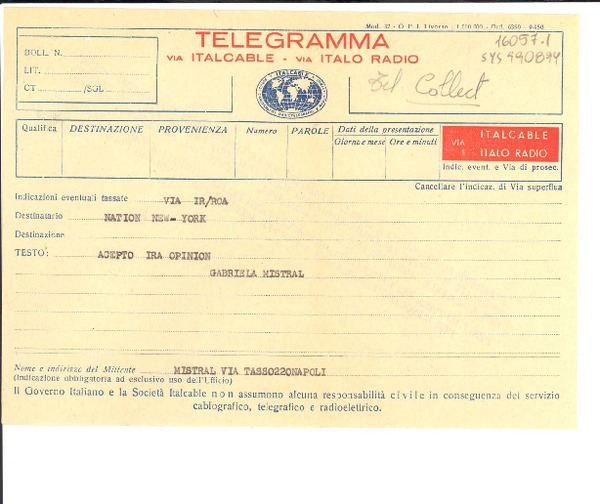 Mod. 37 - O P I Livorno -
TELEGRAMMA
VIA ITALCABLE - VIA ITALO RADIO
16057.1
SYS 990894
BOLL. N.
LIT.
CT /SGL
ITALCABLE
Tel Collect
Qualifica DESTINAZIONE PROVENIENZA Numero PAROLE Dati della presentazione
Giorno e mese Ore e minuti
VIA ITALCABLE
ITALO RADIO
Indic. event. e Via di prosec.
Cancellare l'indicaz. di Via superflua
Indicazioni eventuali tassate VIA IR/ROA
Destinatario NATION NEW-YORK
Destinazione
TESTO: ACEPTO IRA OPINION
GABRIELA MISTRAL
Nome e indirizzo del Mittente MISTRAL VIA TASSO220NAPOLI
(Indicazione obbligatoria ad esclusivo uso dell'Ufficio)
Il Governo Italiano e la Società Italcable non assumono alcuna responsabilità civile in conseguenza del servizio
cablografico, telegrafico e radioelettrico.